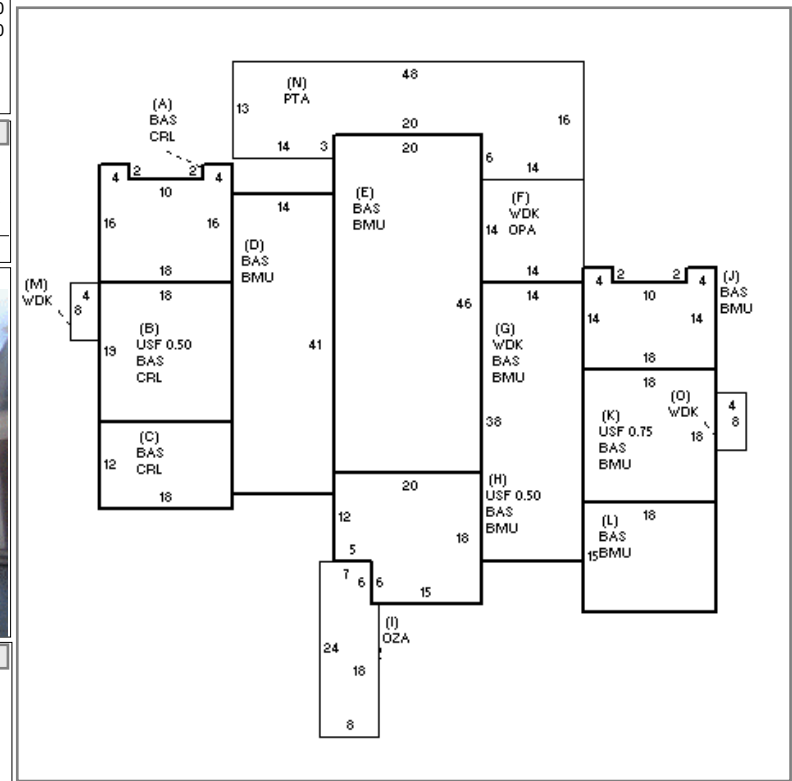 48
(N)
PTA
13
16
(A)
BAS
CRL
20
14 3
20
6
14
4 2 2 4
10
(E)
BAS
BMU
14
(F)
WDK
OPA
16 16
14
(D)
BAS
BMU
18
14
4 2 2 4
(J)
BAS
BMU
(M)
WDK
4
8
18
14
10
46
14 14
(B)
USF 0.50
BAS
CRL
19
41
(G)
WDK
BAS
BMU
18
18
(O)
WDK
4
8
(K)
USF 0.75
BAS
BMU
18
38
(C)
BAS
CRL
12
18
20
(H)
USF 0.50
BAS
BMU
12
18
18
(L)
BAS
BMU
15
5
7
6 6
15
(I)
OZA
24
18
8